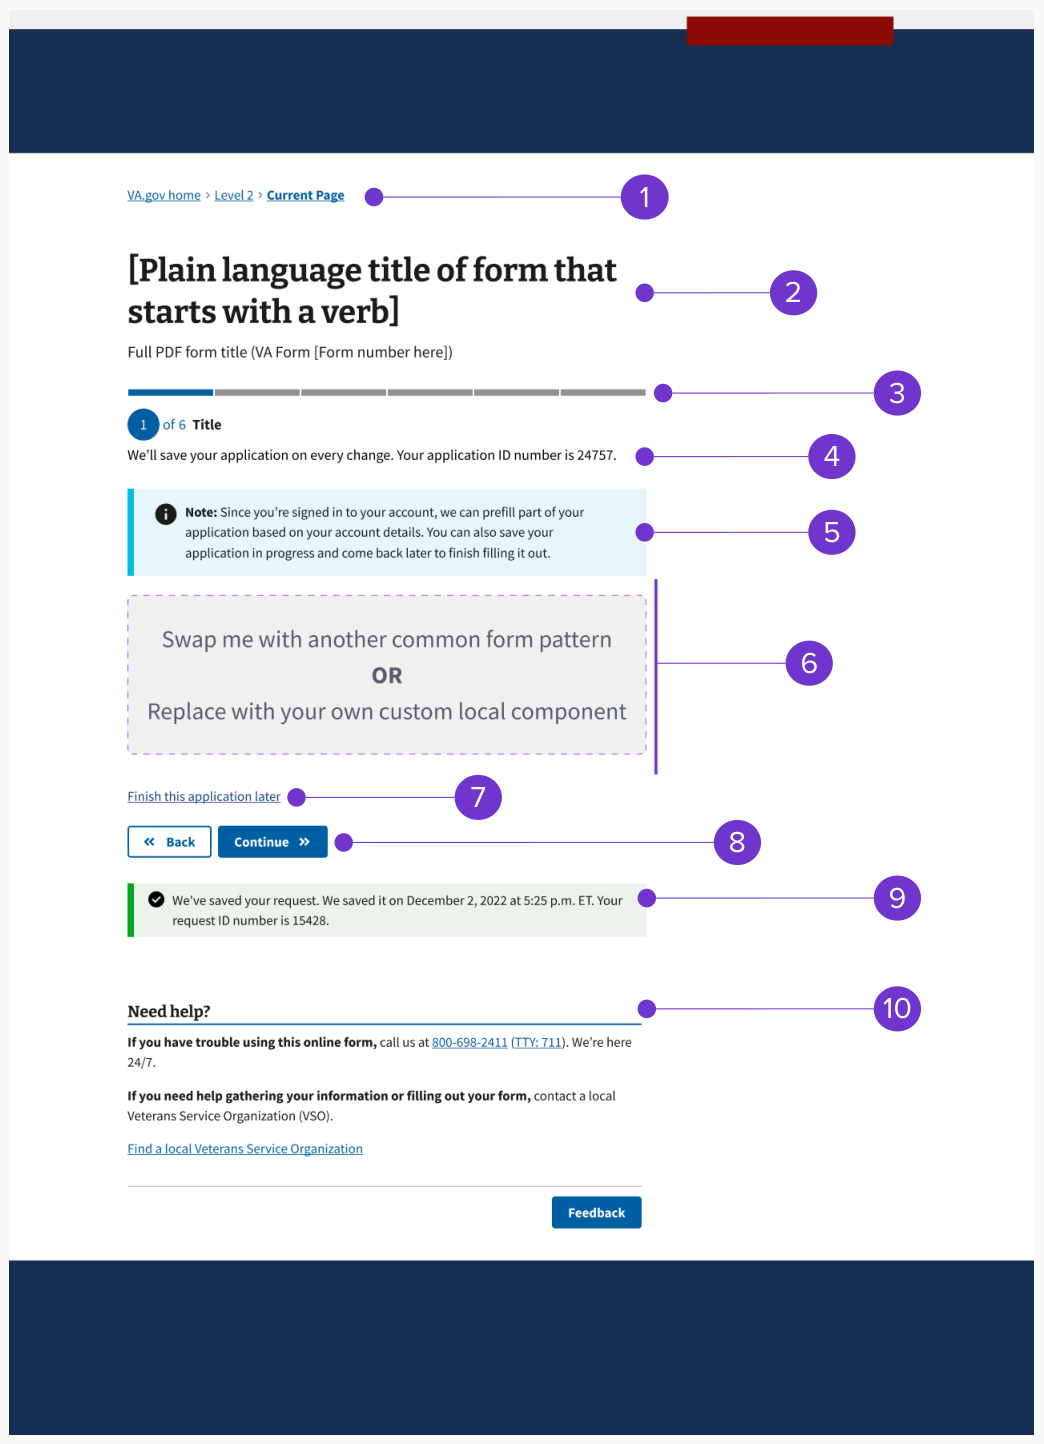 VA.gov home › Level 2 › Current Page
1
[Plain language title of form that
starts with a verb]
2
Full PDF form title (VA Form [Form number here])
3
1 of 6 Title
We'll save your application on every change. Your application ID number is 24757.
4
Note: Since you're signed in to your account, we can prefill part of your
application based on your account details. You can also save your
application in progress and come back later to finish filling it out.
5
Swap me with another common form pattern
OR
Replace with your own custom local component
6
Finish this application later
7
« Back
Continue »
8
We've saved your request. We saved it on December 2, 2022 at 5:25 p.m. ET. Your
request ID number is 15428.
9
Need help?
10
If you have trouble using this online form, call us at 800-698-2411 (TTY: 711). We're here
24/7.
If you need help gathering your information or filling out your form, contact a local
Veterans Service Organization (VSO).
Find a local Veterans Service Organization
Feedback